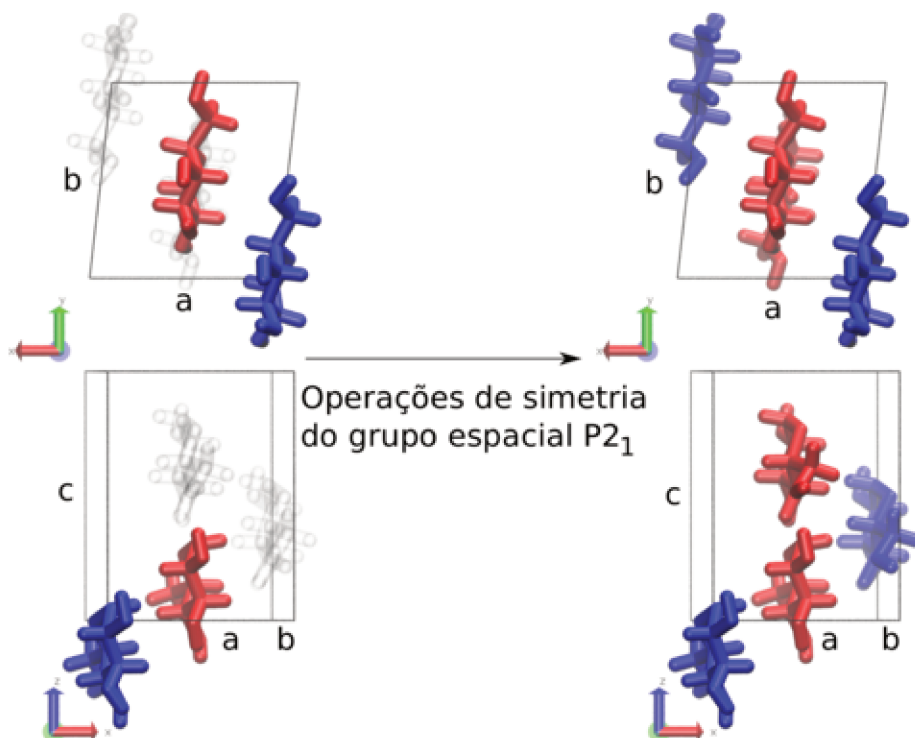 b
a
b
a
y
x
y
x
Operações de simetria
do grupo espacial P2₁
c
a
b
c
a
b
z
x
z
x